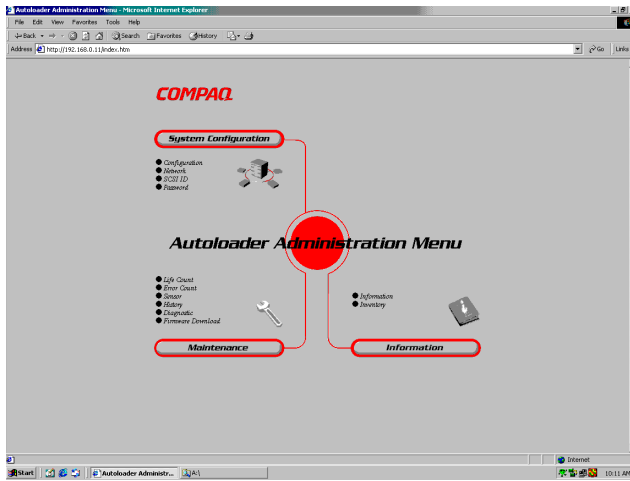 Autoloader Administration Menu - Microsoft Internet Explorer
File Edit View Favorites Tools Help
Back Search Favorites History
Address http://192.168.0.11/index.htm Go Links
COMPAQ
System Configuration
Configuration
Network
SCSI ID
Password
Autoloader Administration Menu
Life Count
Error Count
Sensor
History
Diagnostic
Firmware Download
Information
Inventory
Maintenance
Information
Internet
Start Autoloader Administr... A:\ 10:11 AM